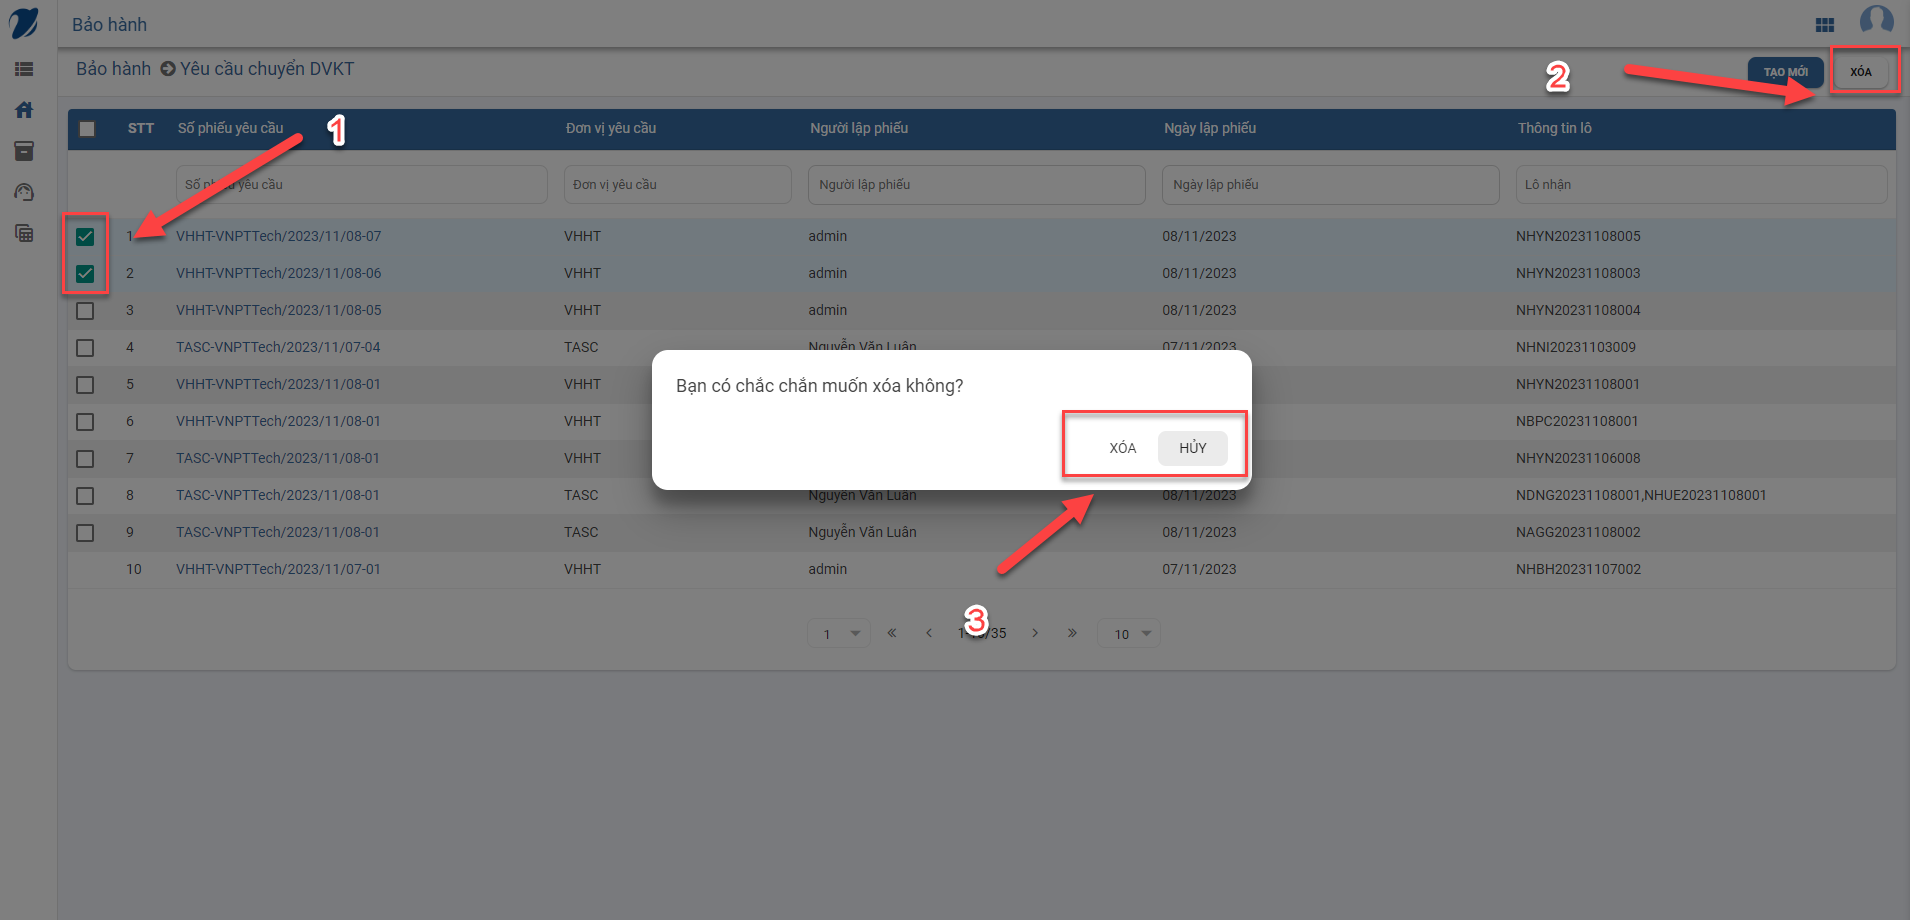 Bảo hành
Bảo hành Yêu cầu chuyển DVKT
2
TẠO MỚI XÓA
STT Số phiếu yêu cầu Đơn vị yêu cầu Người lập phiếu Ngày lập phiếu Thông tin lô
1
Số phiếu yêu cầu Đơn vị yêu cầu Người lập phiếu Ngày lập phiếu Lô nhận
1 VHHT-VNPTTech/2023/11/08-07 VHHT admin 08/11/2023 NHYN20231108005
2 VHHT-VNPTTech/2023/11/08-06 VHHT admin 08/11/2023 NHYN20231108003
3 VHHT-VNPTTech/2023/11/08-05 VHHT admin 08/11/2023 NHYN20231108004
4 TASC-VNPTTech/2023/11/07-04 TASC Nguyễn Văn Luân 07/11/2023 NHNI20231103009
5 VHHT-VNPTTech/2023/11/08-01 VHHT NHYN20231108001
6 VHHT-VNPTTech/2023/11/08-01 VHHT NBPC20231108001
7 TASC-VNPTTech/2023/11/08-01 VHHT NHYN20231106008
8 TASC-VNPTTech/2023/11/08-01 TASC Nguyễn Văn Luân 08/11/2023 NDNG20231108001,NHUE20231108001
9 TASC-VNPTTech/2023/11/08-01 TASC Nguyễn Văn Luân 08/11/2023 NAGG20231108002
10 VHHT-VNPTTech/2023/11/07-01 VHHT admin 07/11/2023 NHBH20231107002
Bạn có chắc chắn muốn xóa không?
XÓA HỦY
3
1 « ‹ 1-10/35 › » 10